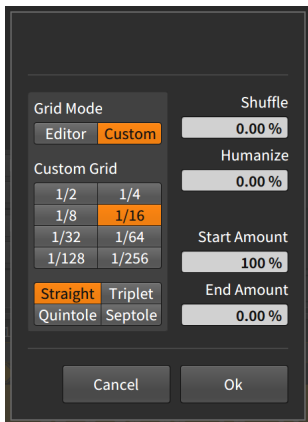 Grid Mode
Editor Custom
Custom Grid
1/2 1/4
1/8 1/16
1/32 1/64
1/128 1/256
Straight Triplet
Quintole Septole
Shuffle
0.00 %
Humanize
0.00 %
Start Amount
100 %
End Amount
0.00 %
Cancel Ok